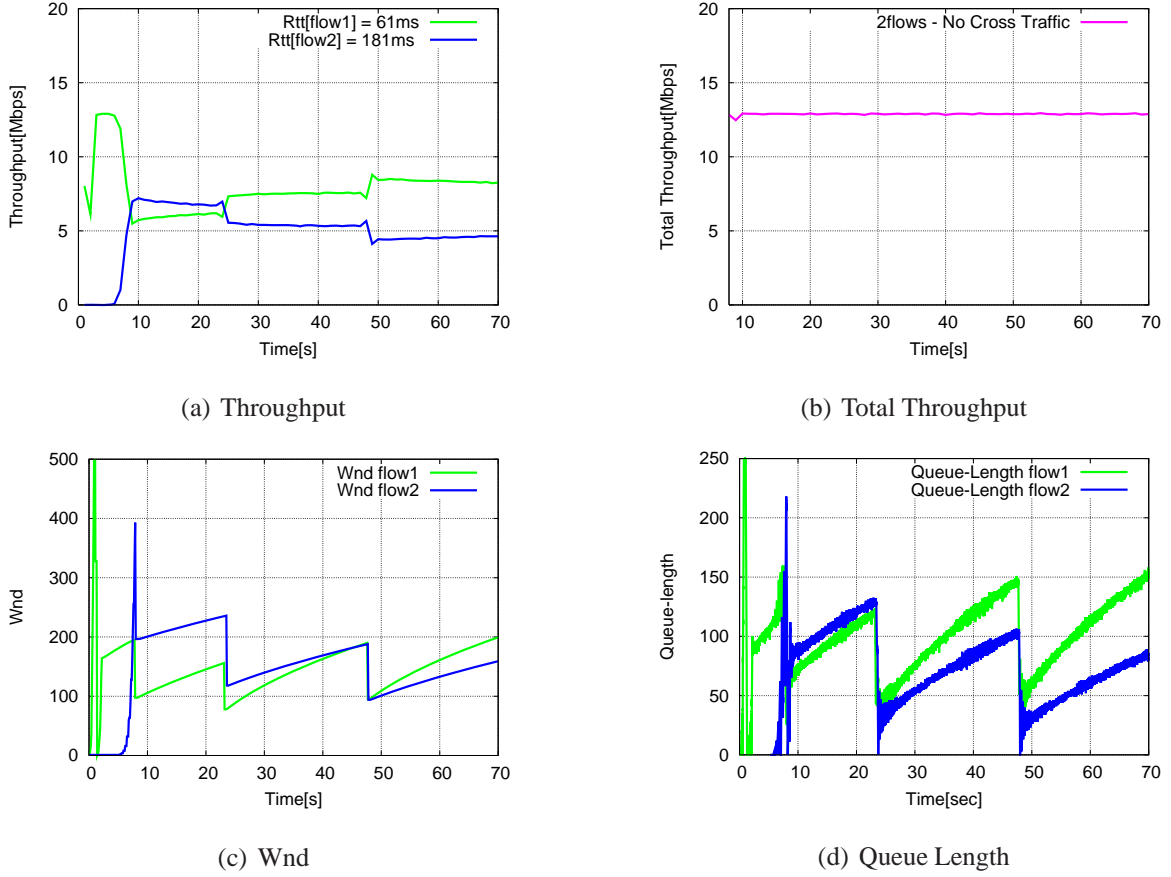 Rtt[flow1] = 61ms
Rtt[flow2] = 181ms
Throughput[Mbps]
20
15
10
5
0
0 10 20 30 40 50 60 70
Time[s]
(a) Throughput
2flows - No Cross Traffic
Total Throughput[Mbps]
20
15
10
5
0
10 20 30 40 50 60 70
Time[s]
(b) Total Throughput
Wnd flow1
Wnd flow2
Wnd
500
400
300
200
100
0
0 10 20 30 40 50 60 70
Time[s]
(c) Wnd
Queue-Length flow1
Queue-Length flow2
Queue-length
250
200
150
100
50
0
0 10 20 30 40 50 60 70
Time[sec]
(d) Queue Length